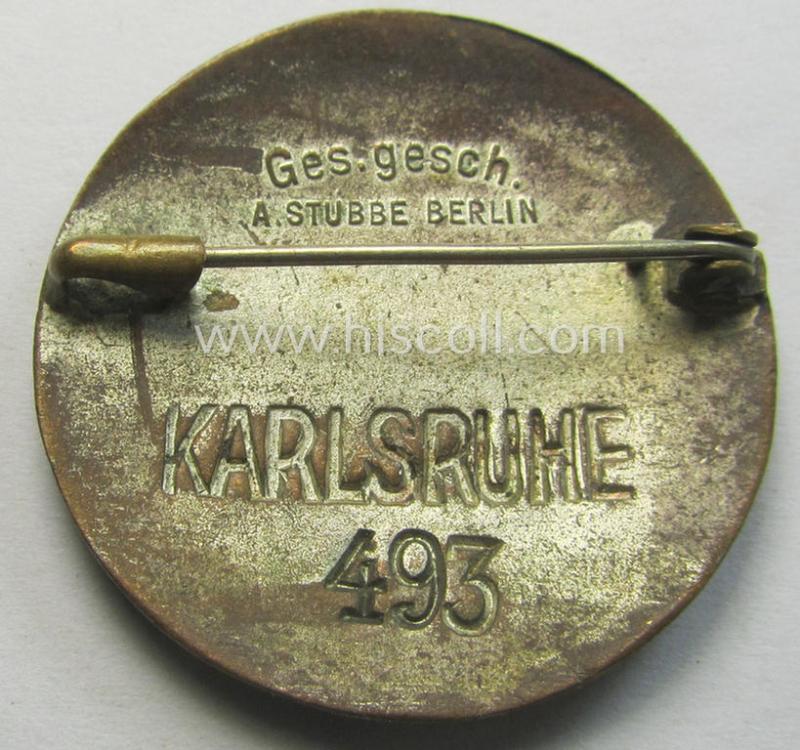 Ges.gesch.
A.STUBBE BERLIN
www.hiscoll.com
KARLSRUHE
493